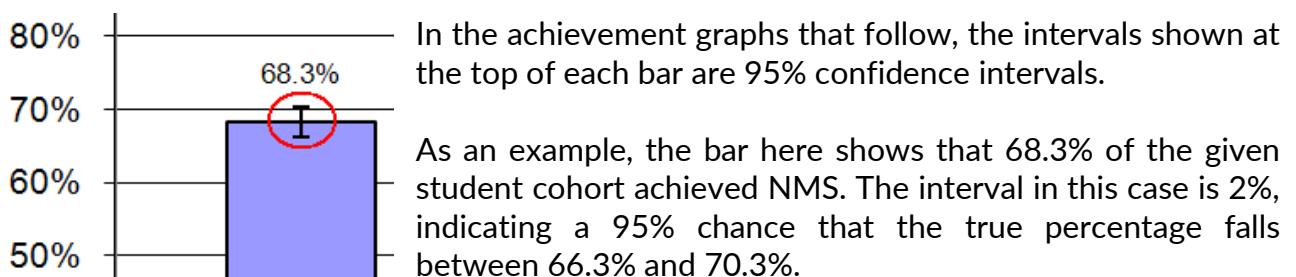 80%
70%
60%
50%
68.3%
In the achievement graphs that follow, the intervals shown at
the top of each bar are 95% confidence intervals.
As an example, the bar here shows that 68.3% of the given
student cohort achieved NMS. The interval in this case is 2%,
indicating a 95% chance that the true percentage falls
between 66.3% and 70.3%.